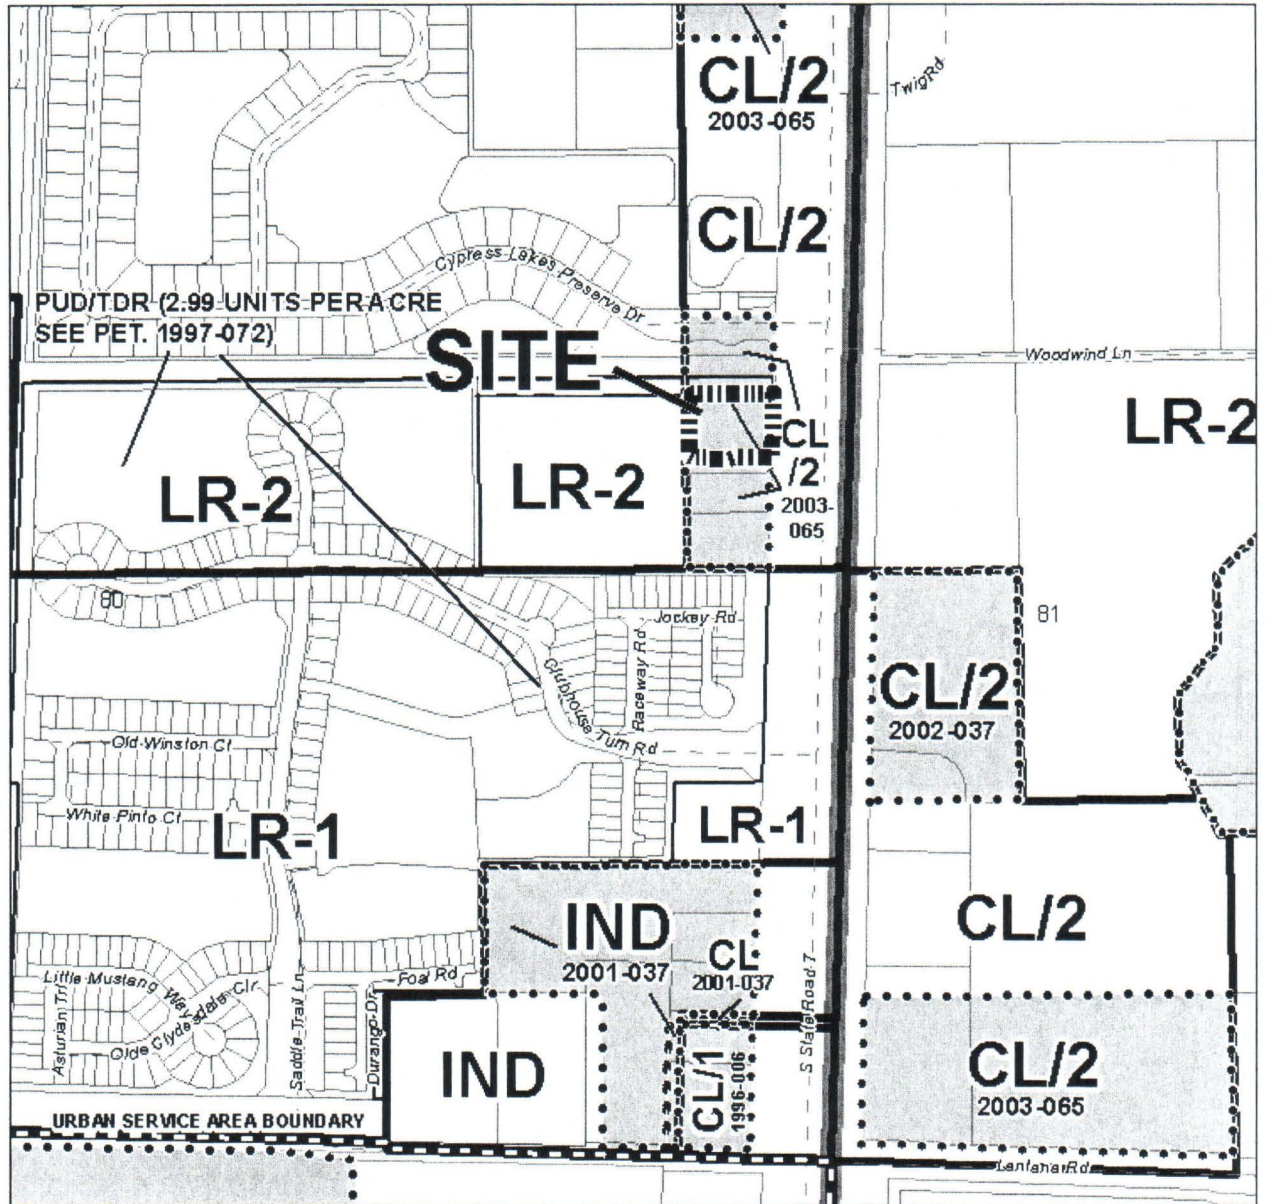 CL/2
2003-065
Twig Rd
CL/2
Cypress Lakes Preserve Dr
PUD/TDR (2.99 UNITS PER ACRE
SEE PET. 1997-072)
SITE
Woodwind Ln
LR-2
CL
/2
2003-
065
LR-2
LR-2
80
81
Jockey Rd
Raceway Rd
Clubhouse Turn Rd
CL/2
2002-037
Old Winston Ct
White Pinto Ct
LR-1
LR-1
IND
2001-037
CL
2001-037
CL/2
Little Mustang Way
Foal Rd
Asturian Trl
Olde Clydesdale Cir
Saddle Trail Ln
Durango Dr
S State Road 7
IND
CL/1
1996-006
CL/2
2003-065
URBAN SERVICE AREA BOUNDARY
Lantana Rd